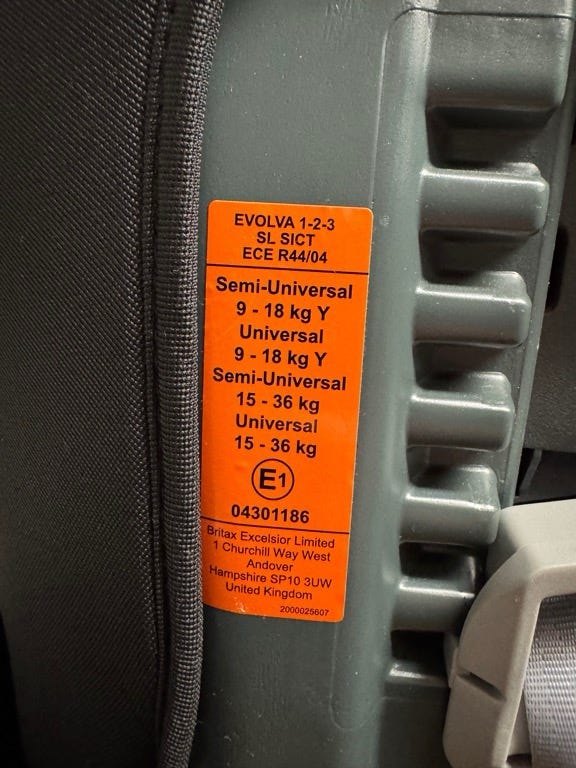 EVOLVA 1-2-3
SL SICT
ECE R44/04
Semi-Universal
9 - 18 kg Y
Universal
9 - 18 kg Y
Semi-Universal
15 - 36 kg
Universal
15 - 36 kg
E1
04301186
Britax Excelsior Limited
1 Churchill Way West
Andover
Hampshire SP10 3UW
United Kingdom
2000025607